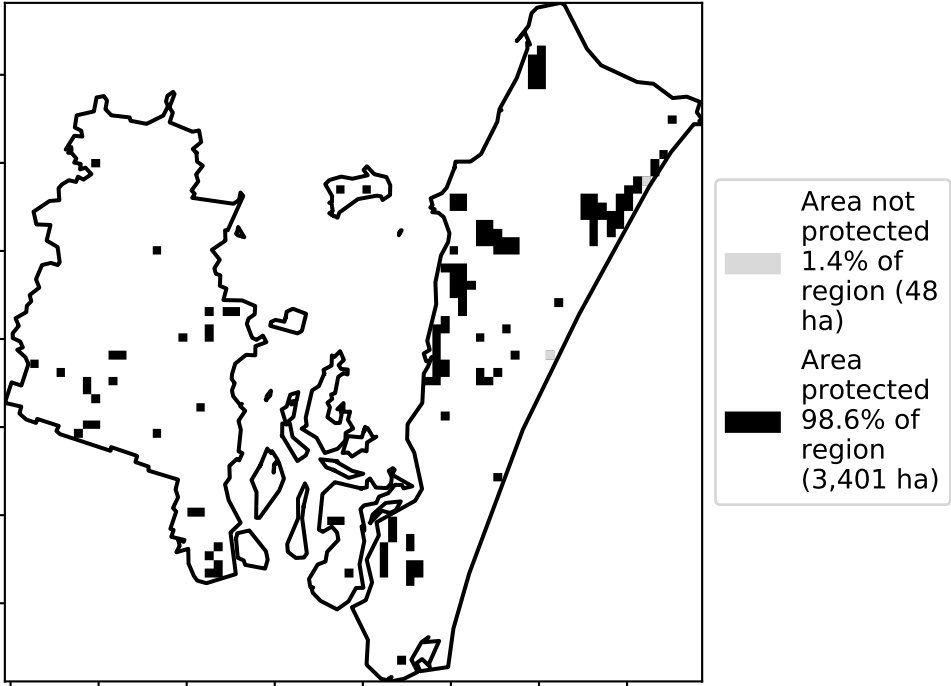 Area not
protected
1.4% of
region (48
ha)
Area
protected
98.6% of
region
(3,401 ha)